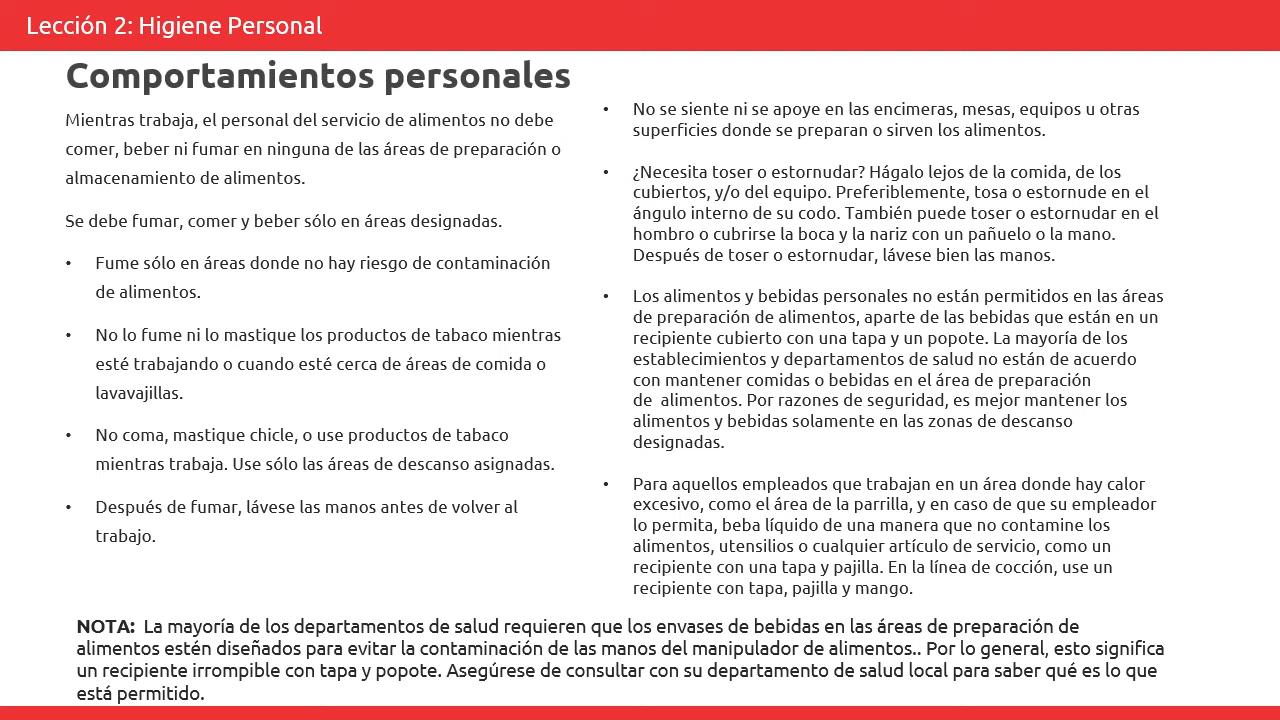 Lección 2: Higiene Personal
Comportamientos personales
Mientras trabaja, el personal del servicio de alimentos no debe
comer, beber ni fumar en ninguna de las áreas de preparación o
almacenamiento de alimentos.
Se debe fumar, comer y beber sólo en áreas designadas.
• Fume sólo en áreas donde no hay riesgo de contaminación
de alimentos.
• No lo fume ni lo mastique los productos de tabaco mientras
esté trabajando o cuando esté cerca de áreas de comida o
lavavajillas.
• No coma, mastique chicle, o use productos de tabaco
mientras trabaja. Use sólo las áreas de descanso asignadas.
• Después de fumar, lávese las manos antes de volver al
trabajo.
• No se siente ni se apoye en las encimeras, mesas, equipos u otras
superficies donde se preparan o sirven los alimentos.
• ¿Necesita toser o estornudar? Hágalo lejos de la comida, de los
cubiertos, y/o del equipo. Preferiblemente, tosa o estornude en el
ángulo interno de su codo. También puede toser o estornudar en el
hombro o cubrirse la boca y la nariz con un pañuelo o la mano.
Después de toser o estornudar, lávese bien las manos.
• Los alimentos y bebidas personales no están permitidos en las áreas
de preparación de alimentos, aparte de las bebidas que están en un
recipiente cubierto con una tapa y un popote. La mayoría de los
establecimientos y departamentos de salud no están de acuerdo
con mantener comidas o bebidas en el área de preparación
de  alimentos. Por razones de seguridad, es mejor mantener los
alimentos y bebidas solamente en las zonas de descanso
designadas.
• Para aquellos empleados que trabajan en un área donde hay calor
excesivo, como el área de la parrilla, y en caso de que su empleador
lo permita, beba líquido de una manera que no contamine los
alimentos, utensilios o cualquier artículo de servicio, como un
recipiente con una tapa y pajilla. En la línea de cocción, use un
recipiente con tapa, pajilla y mango.
NOTA:  La mayoría de los departamentos de salud requieren que los envases de bebidas en las áreas de preparación de
alimentos estén diseñados para evitar la contaminación de las manos del manipulador de alimentos.. Por lo general, esto significa
un recipiente irrompible con tapa y popote. Asegúrese de consultar con su departamento de salud local para saber qué es lo que
está permitido.